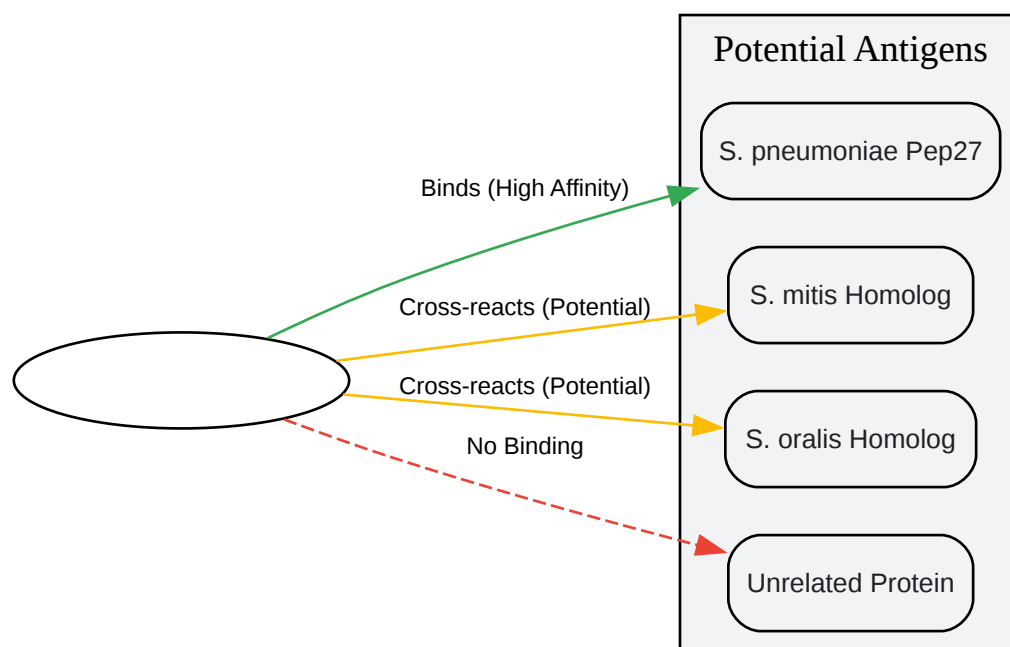 Potential Antigens
S. pneumoniae Pep27
Binds (High Affinity)
S. mitis Homolog
Cross-reacts (Potential)
Cross-reacts (Potential)
S. oralis Homolog
No Binding
Unrelated Protein